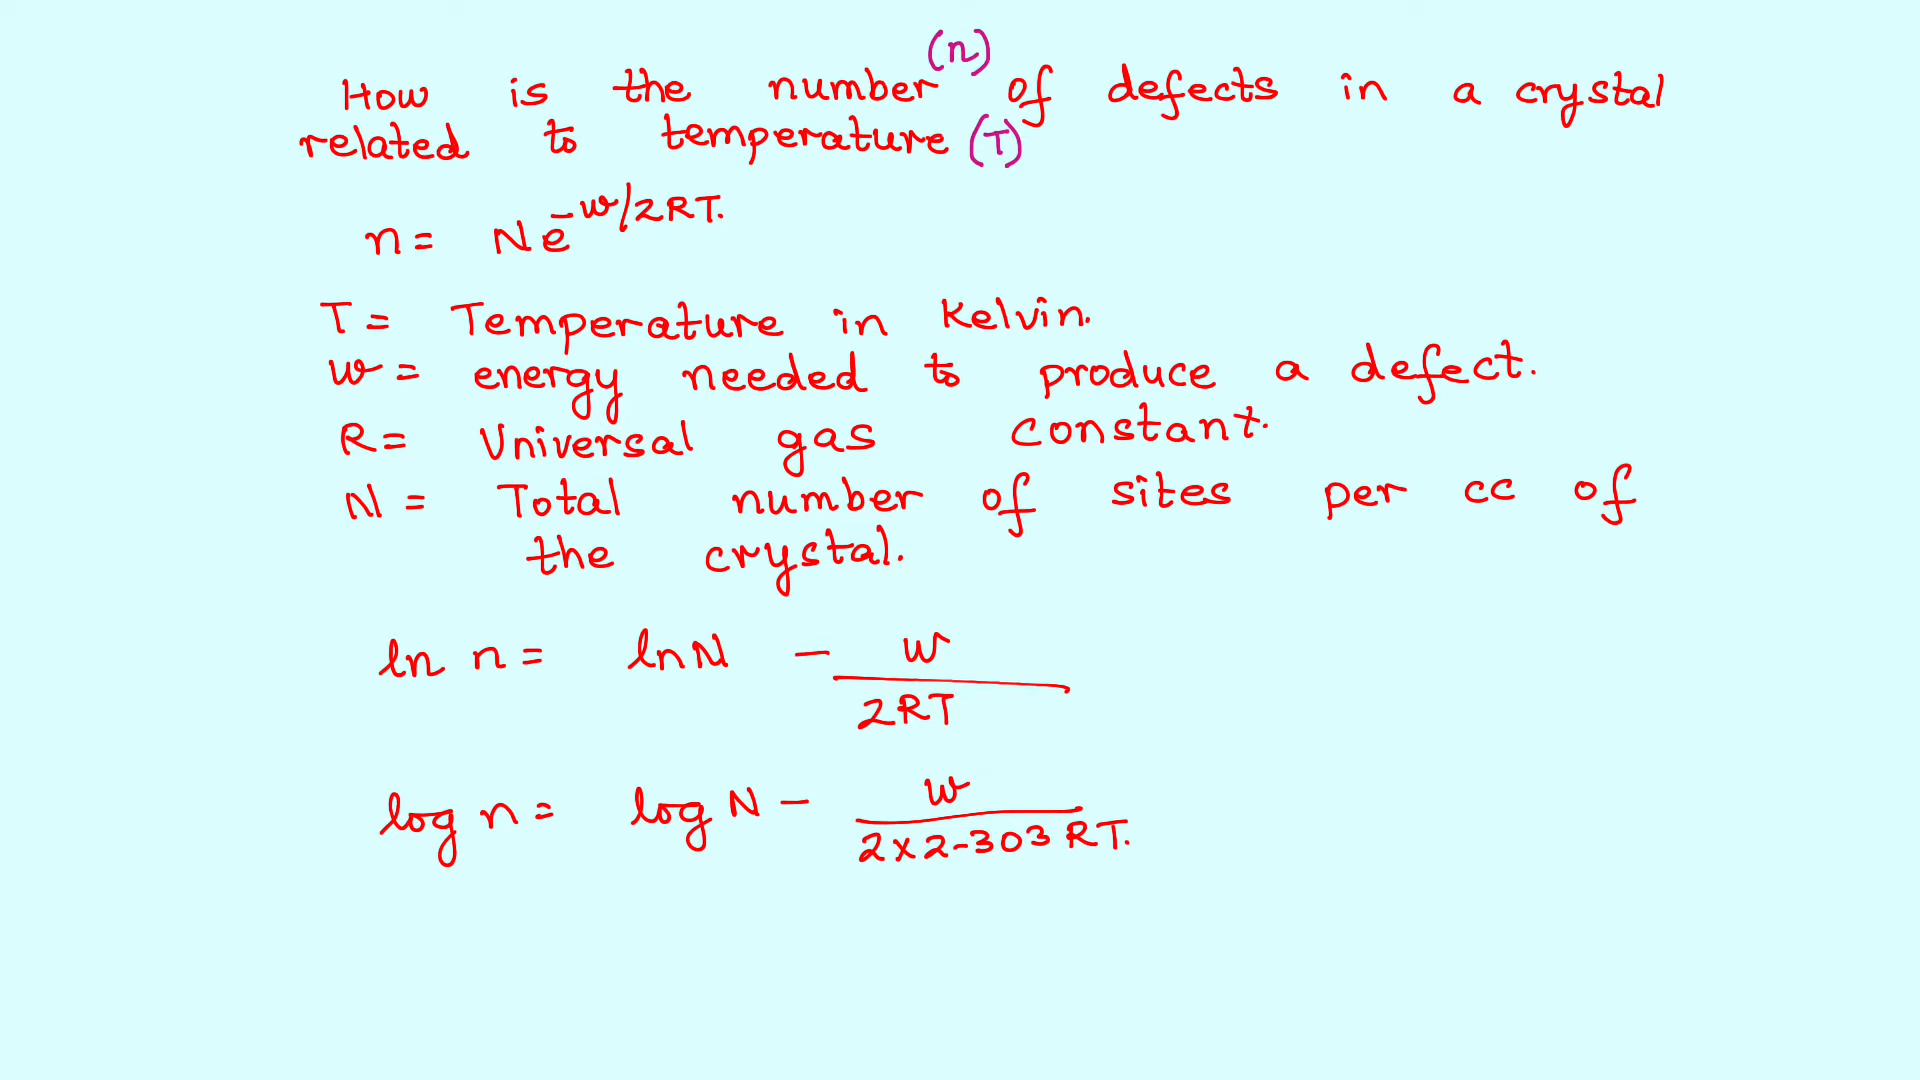 How is the number (n) of defects in a crystal
related to temperature (T)
n = Ne^-w/2RT.
T = Temperature in Kelvin.
w = energy needed to produce a defect.
R = Universal gas constant.
N = Total number of sites per cc of
the crystal.
ln n = ln N - w
2RT
log n = log N - w
2 x 2-303 RT.